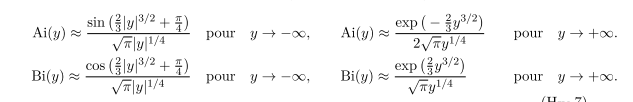 Ai(y) ≈ sin (2/3|y|^{3/2} + π/4) / √π|y|^{1/4} pour y → −∞, Ai(y) ≈ exp (− 2/3 y^{3/2}) / 2√π y^{1/4} pour y → +∞.
Bi(y) ≈ cos (2/3|y|^{3/2} + π/4) / √π|y|^{1/4} pour y → −∞, Bi(y) ≈ exp (2/3 y^{3/2}) / √π y^{1/4} pour y → +∞.